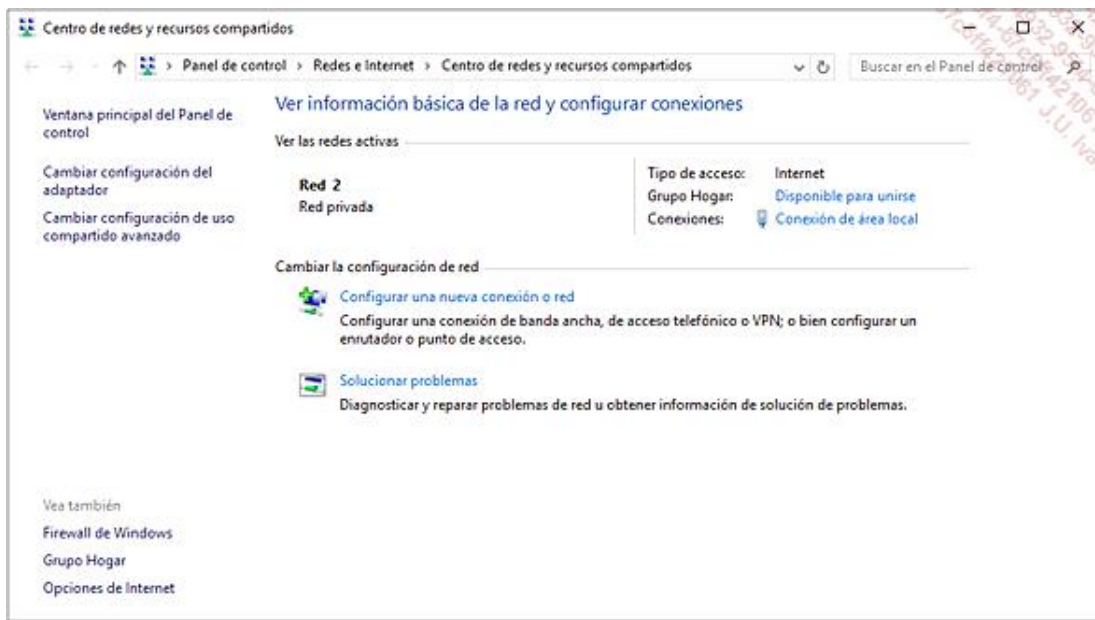 Centro de redes y recursos compartidos
Panel de control > Redes e Internet > Centro de redes y recursos compartidos
Buscar en el Panel de control
Ventana principal del Panel de
control
Cambiar configuración del
adaptador
Cambiar configuración de uso
compartido avanzado
Ver información básica de la red y configurar conexiones
Ver las redes activas
Red 2
Red privada
Tipo de acceso: Internet
Grupo Hogar: Disponible para unirse
Conexiones: Conexión de área local
Cambiar la configuración de red
Configurar una nueva conexión o red
Configurar una conexión de banda ancha, de acceso telefónico o VPN; o bien configurar un
enrutador o punto de acceso.
Solucionar problemas
Diagnosticar y reparar problemas de red u obtener información de solución de problemas.
Vea también
Firewall de Windows
Grupo Hogar
Opciones de Internet